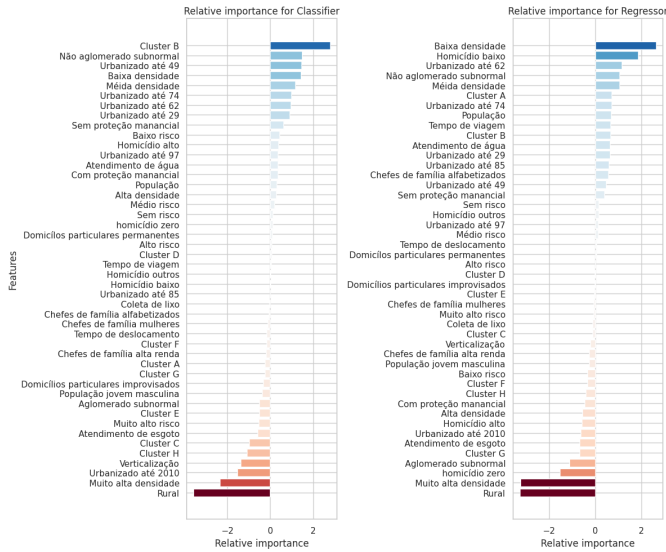 Relative importance for Classifier
Cluster B
Não aglomerado subnormal
Urbanizado até 49
Baixa densidade
Méida densidade
Urbanizado até 74
Urbanizado até 62
Urbanizado até 29
Sem proteção manancial
Baixo risco
Homicídio alto
Urbanizado até 97
Atendimento de água
Com proteção manancial
População
Alta densidade
Médio risco
Sem risco
homicídio zero
Domicílos particulares permanentes
Alto risco
Cluster D
Tempo de viagem
Homicídio outros
Homicídio baixo
Urbanizado até 85
Coleta de lixo
Chefes de família alfabetizados
Chefes de família mulheres
Tempo de deslocamento
Cluster F
Chefes de família alta renda
Cluster A
Cluster G
Domicílios particulares improvisados
População jovem masculina
Aglomerado subnormal
Cluster E
Muito alto risco
Atendimento de esgoto
Cluster C
Cluster H
Verticalização
Urbanizado até 2010
Muito alta densidade
Rural
Features
−2
0
2
Relative importance
Relative importance for Regressor
Baixa densidade
Homicídio baixo
Urbanizado até 62
Não aglomerado subnormal
Méida densidade
Cluster A
Urbanizado até 74
População
Tempo de viagem
Cluster B
Atendimento de água
Urbanizado até 29
Urbanizado até 85
Chefes de família alfabetizados
Urbanizado até 49
Sem proteção manancial
Sem risco
Homicídio outros
Urbanizado até 97
Médio risco
Tempo de deslocamento
Domicílos particulares permanentes
Alto risco
Cluster D
Domicílios particulares improvisados
Cluster E
Chefes de família mulheres
Muito alto risco
Coleta de lixo
Cluster C
Verticalização
Chefes de família alta renda
População jovem masculina
Baixo risco
Cluster F
Cluster H
Com proteção manancial
Alta densidade
Homicídio alto
Urbanizado até 2010
Atendimento de esgoto
Cluster G
Aglomerado subnormal
homicídio zero
Muito alta densidade
Rural
−2
0
2
Relative importance